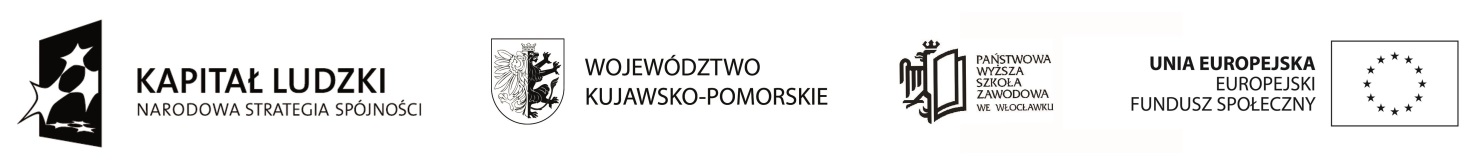 KAPITAŁ LUDZKI
NARODOWA STRATEGIA SPÓJNOŚCI
WOJEWÓDZTWO
KUJAWSKO-POMORSKIE
PAŃSTWOWA
WYŻSZA
SZKOŁA
ZAWODOWA
WE WŁOCŁAWKU
UNIA EUROPEJSKA
EUROPEJSKI
FUNDUSZ SPOŁECZNY